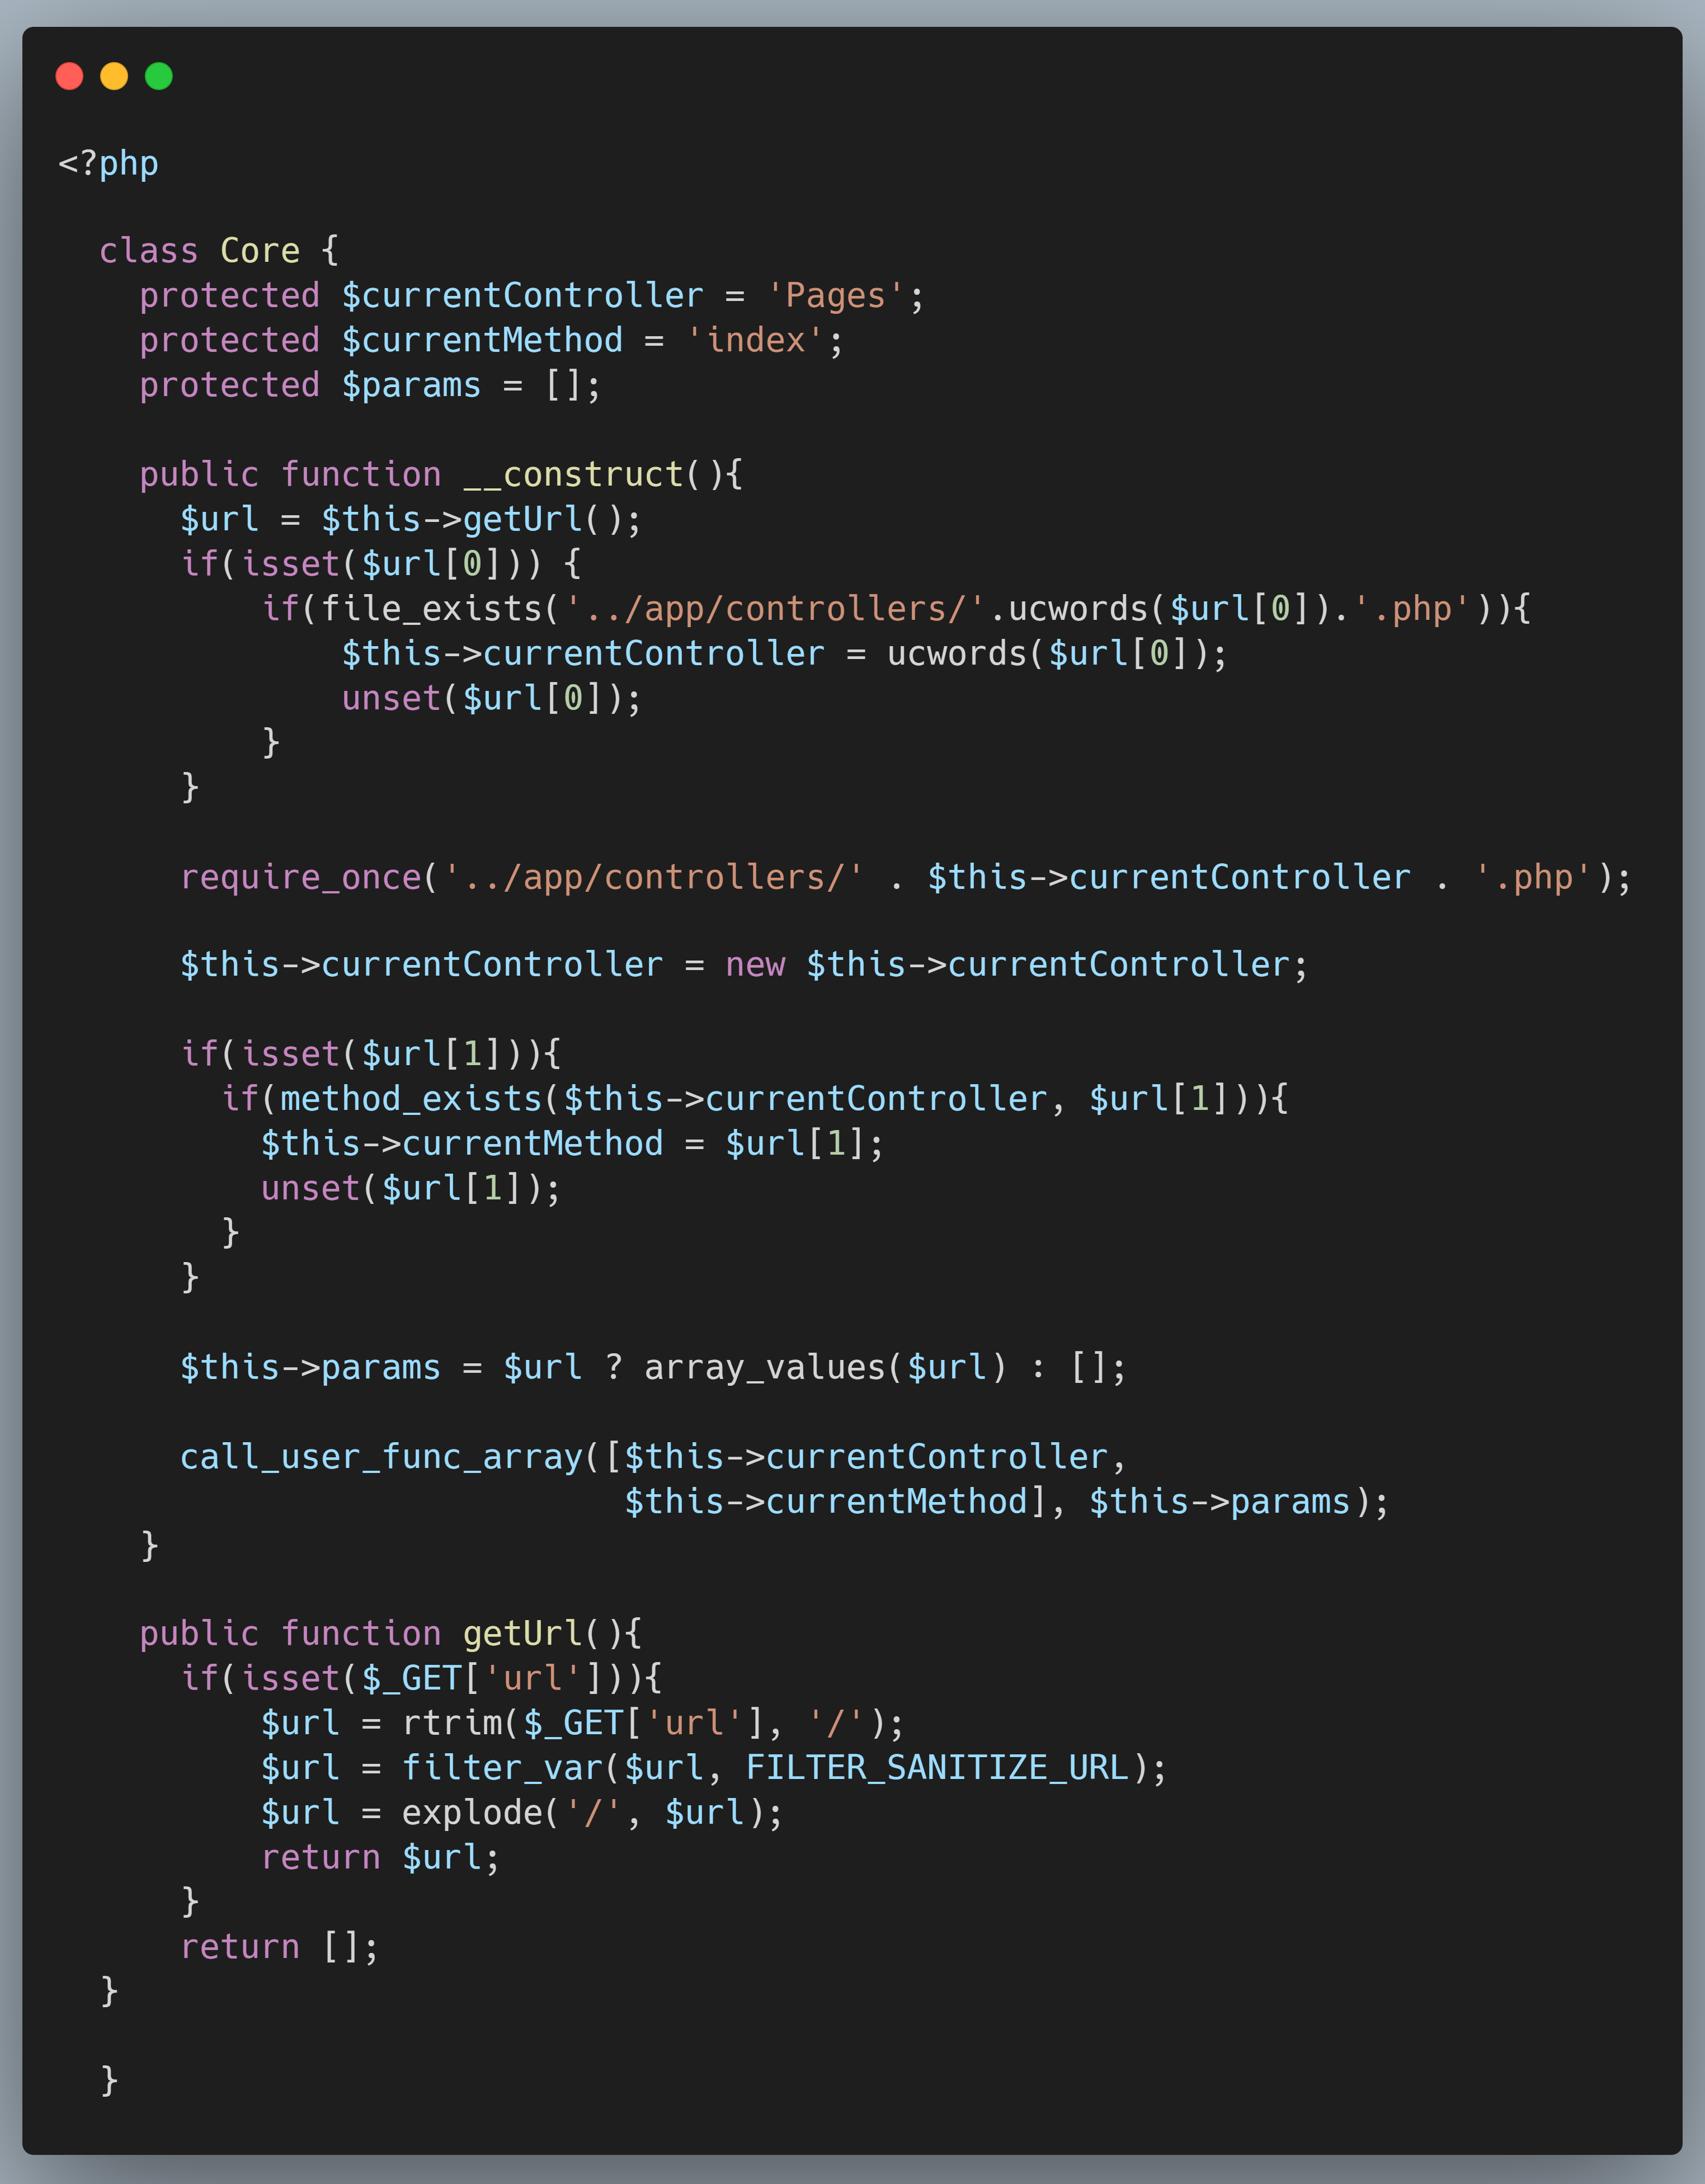 <?php

  class Core {
    protected $currentController = 'Pages';
    protected $currentMethod = 'index';
    protected $params = [];

    public function __construct(){
      $url = $this->getUrl();
      if(isset($url[0])) {
          if(file_exists('../app/controllers/'.ucwords($url[0]).'.php')){
              $this->currentController = ucwords($url[0]);
              unset($url[0]);
          }
      }

      require_once('../app/controllers/' . $this->currentController . '.php');

      $this->currentController = new $this->currentController;

      if(isset($url[1])){
        if(method_exists($this->currentController, $url[1])){
          $this->currentMethod = $url[1];
          unset($url[1]);
        }
      }

      $this->params = $url ? array_values($url) : [];

      call_user_func_array([$this->currentController,
                            $this->currentMethod], $this->params);
    }

    public function getUrl(){
      if(isset($_GET['url'])){
          $url = rtrim($_GET['url'], '/');
          $url = filter_var($url, FILTER_SANITIZE_URL);
          $url = explode('/', $url);
          return $url;
      }
      return [];
  }

  }